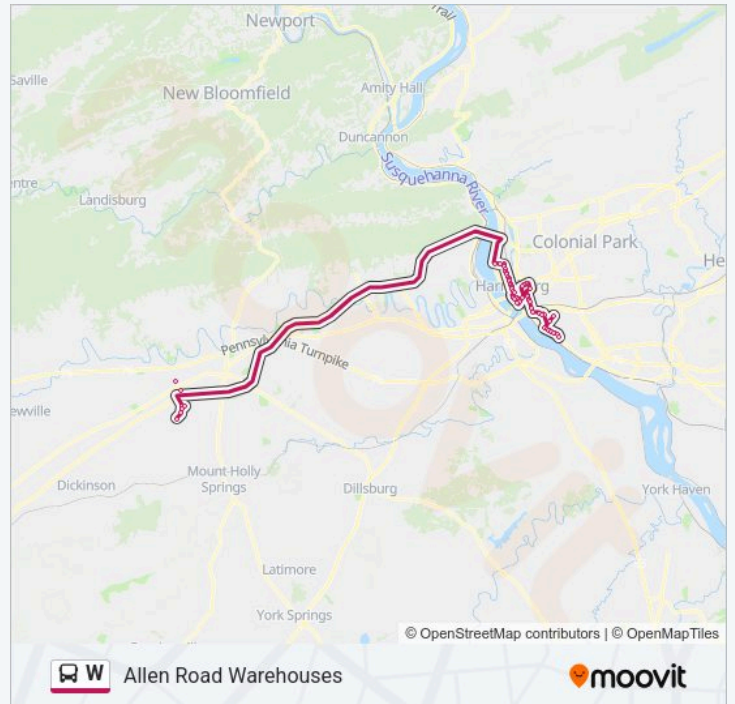 Newport
Trail
Saville
New Bloomfield
Amity Hall
Duncannon
entre
Landisburg
Susquehanna River
Colonial Park
He
Harrisburg
Pennsylvania Turnpike
ewville
Dickinson
Mount Holly
Springs
Dillsburg
York Haven
Latimore
York Springs
© OpenStreetMap contributors | © OpenMapTiles
W Allen Road Warehouses
moovit